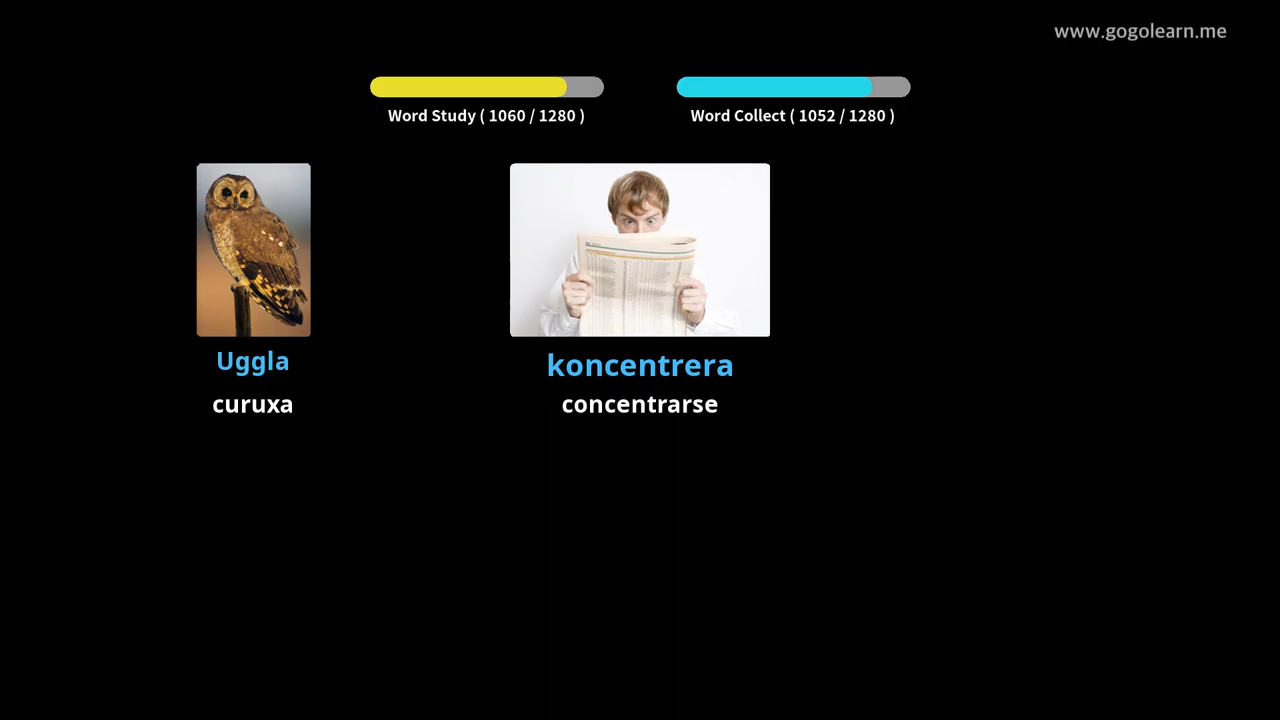 www.gogolearn.me
Word Study ( 1060 / 1280 )
Word Collect ( 1052 / 1280 )
Uggla
curuxa
koncentrera
concentrarse